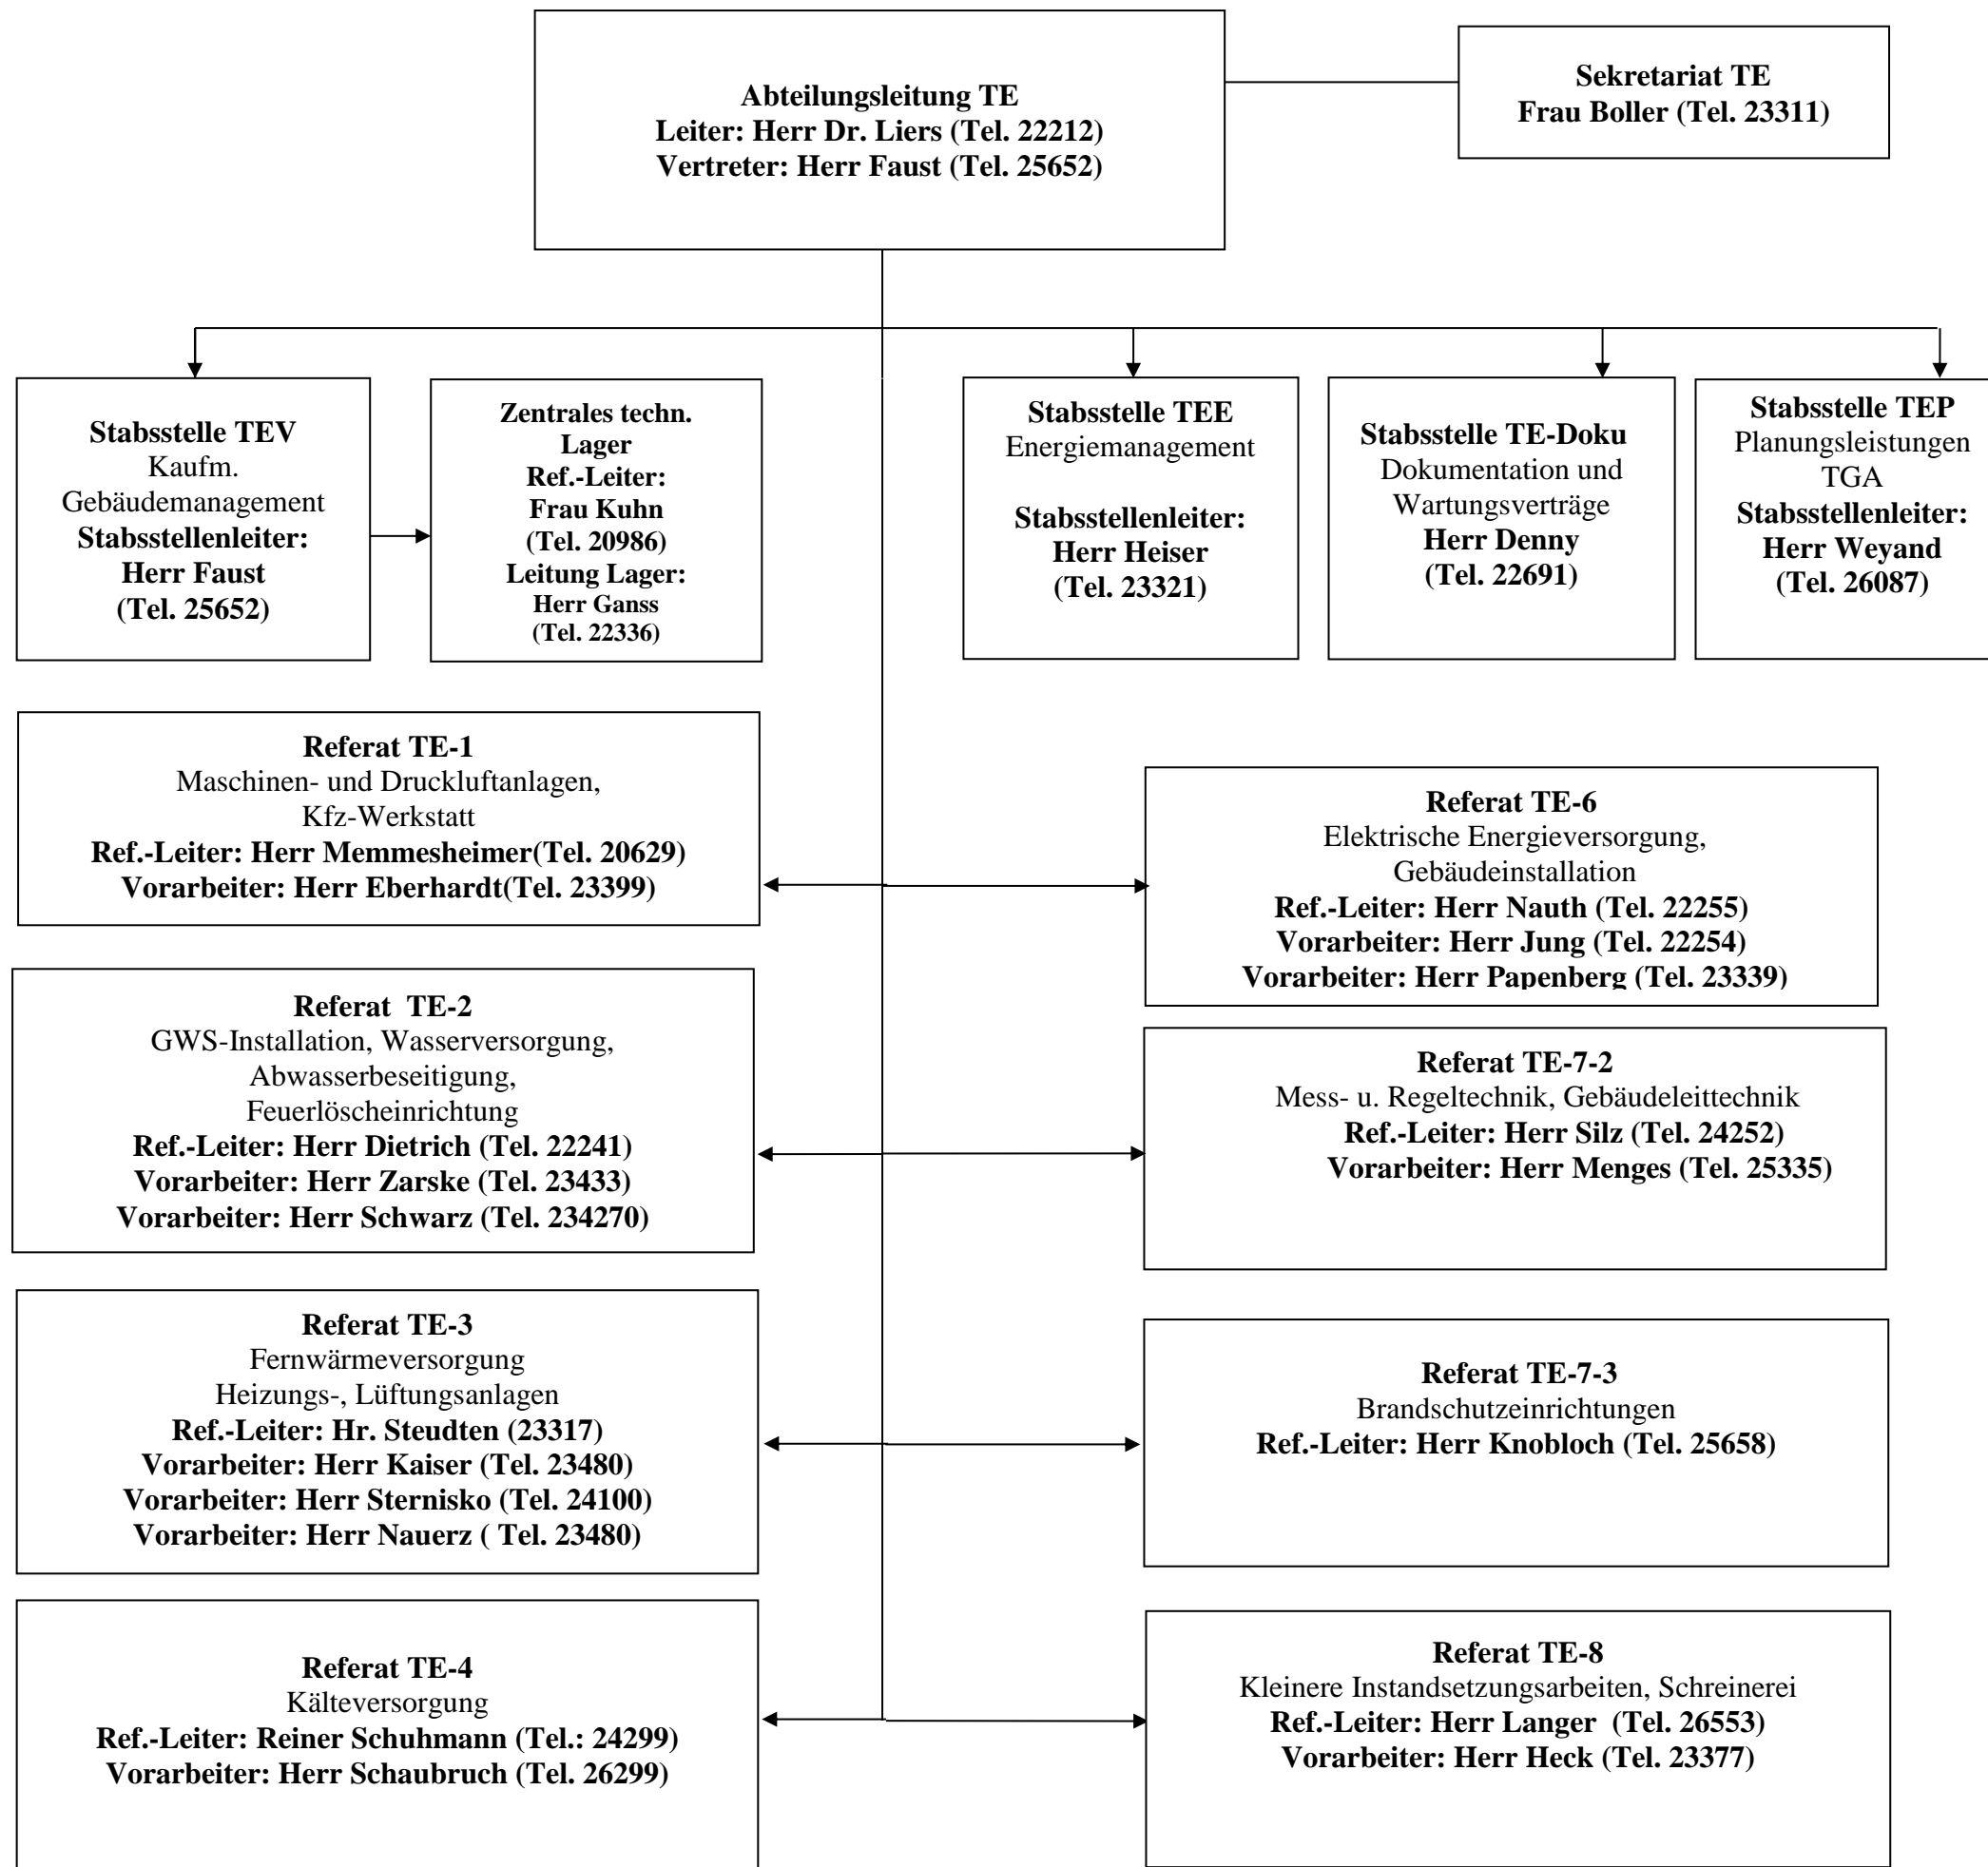 Abteilungsleitung TE
Leiter: Herr Dr. Liers (Tel. 22212)
Vertreter: Herr Faust (Tel. 25652)
Sekretariat TE
Frau Boller (Tel. 23311)
Stabsstelle TEV
Kaufm.
Gebäudemanagement
Stabsstellenleiter:
Herr Faust
(Tel. 25652)
Zentrales techn.
Lager
Ref.-Leiter:
Frau Kuhn
(Tel. 20986)
Leitung Lager:
Herr Ganss
(Tel. 22336)
Stabsstelle TEE
Energiemanagement
Stabsstellenleiter:
Herr Heiser
(Tel. 23321)
Stabsstelle TE-Doku
Dokumentation und
Wartungsverträge
Herr Denny
(Tel. 22691)
Stabsstelle TEP
Planungsleistungen
TGA
Stabsstellenleiter:
Herr Weyand
(Tel. 26087)
Referat TE-1
Maschinen- und Druckluftanlagen,
Kfz-Werkstatt
Ref.-Leiter: Herr Memmesheimer(Tel. 20629)
Vorarbeiter: Herr Eberhardt(Tel. 23399)
Referat TE-6
Elektrische Energieversorgung,
Gebäudeinstallation
Ref.-Leiter: Herr Nauth (Tel. 22255)
Vorarbeiter: Herr Jung (Tel. 22254)
Vorarbeiter: Herr Papenberg (Tel. 23339)
Referat  TE-2
GWS-Installation, Wasserversorgung,
Abwasserbeseitigung,
Feuerlöscheinrichtung
Ref.-Leiter: Herr Dietrich (Tel. 22241)
Vorarbeiter: Herr Zarske (Tel. 23433)
Vorarbeiter: Herr Schwarz (Tel. 234270)
Referat TE-7-2
Mess- u. Regeltechnik, Gebäudeleittechnik
Ref.-Leiter: Herr Silz (Tel. 24252)
Vorarbeiter: Herr Menges (Tel. 25335)
Referat TE-3
Fernwärmeversorgung
Heizungs-, Lüftungsanlagen
Ref.-Leiter: Hr. Steudten (23317)
Vorarbeiter: Herr Kaiser (Tel. 23480)
Vorarbeiter: Herr Sternisko (Tel. 24100)
Vorarbeiter: Herr Nauerz ( Tel. 23480)
Referat TE-7-3
Brandschutzeinrichtungen
Ref.-Leiter: Herr Knobloch (Tel. 25658)
Referat TE-4
Kälteversorgung
Ref.-Leiter: Reiner Schuhmann (Tel.: 24299)
Vorarbeiter: Herr Schaubruch (Tel. 26299)
Referat TE-8
Kleinere Instandsetzungsarbeiten, Schreinerei
Ref.-Leiter: Herr Langer  (Tel. 26553)
Vorarbeiter: Herr Heck (Tel. 23377)